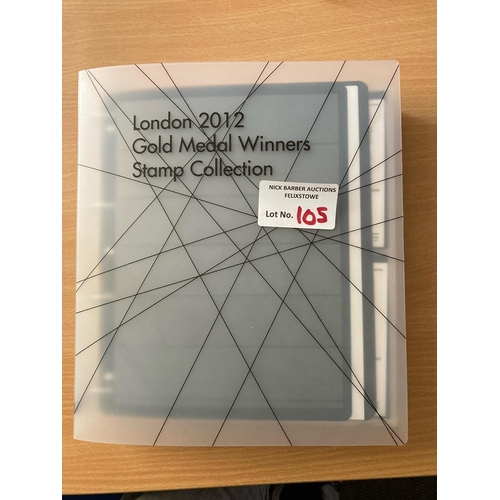 London 2012
Gold Medal Winners
Stamp Collection
NICK BARBER AUCTIONS
FELIXSTOWE
Lot No. 105